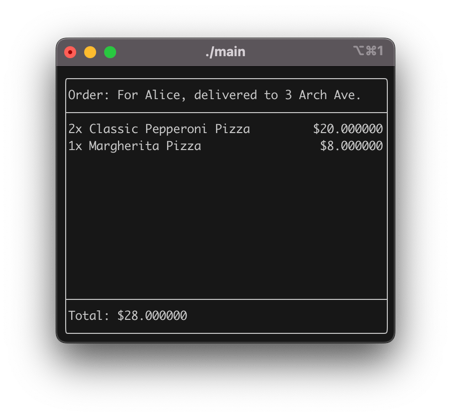 ./main
⌥⌘1
Order: For Alice, delivered to 3 Arch Ave.
2x Classic Pepperoni Pizza $20.000000
1x Margherita Pizza $8.000000
Total: $28.000000